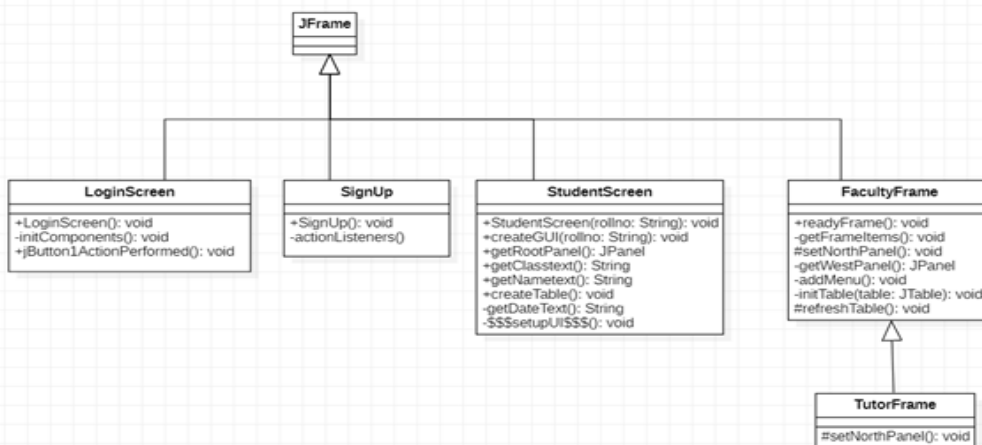 JFrame
LoginScreen
+LoginScreen(): void
-initComponents(): void
+jButton1ActionPerformed(): void
SignUp
+SignUp(): void
-actionListeners()
StudentScreen
+StudentScreen(rollno: String): void
+createGUI(rollno: String): void
+getRootPanel(): JPanel
+getClasstext(): String
+getNametext(): String
+createTable(): void
-getDateText(): String
-$$$setupUI$$$(): void
FacultyFrame
+readyFrame(): void
-getFrameItems(): void
#setNorthPanel(): void
-getWestPanel(): JPanel
-addMenu(): void
-initTable(table: JTable): void
#refreshTable(): void
TutorFrame
#setNorthPanel(): void